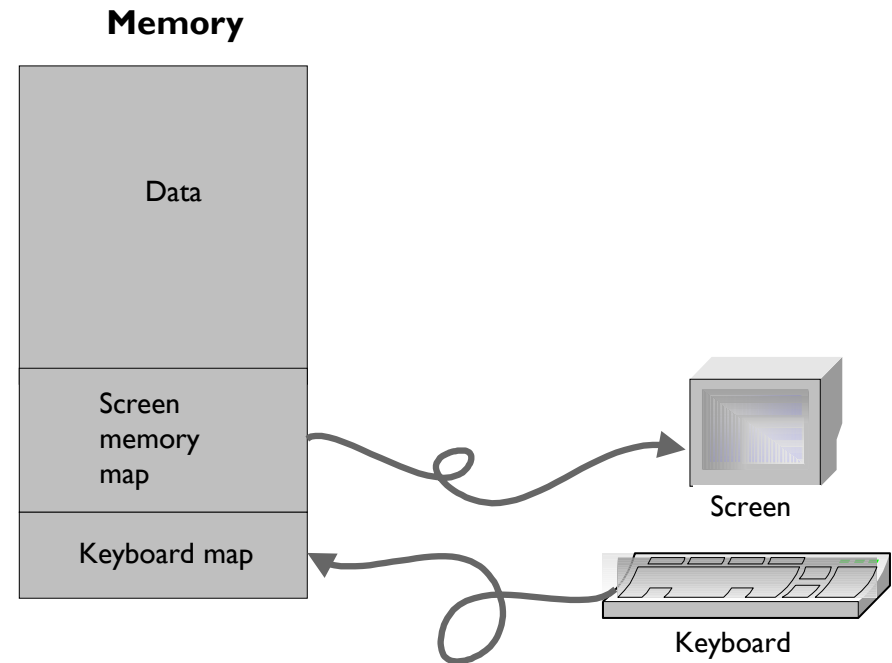 Memory
Data
Screen
memory
map
Screen
Keyboard map
Keyboard